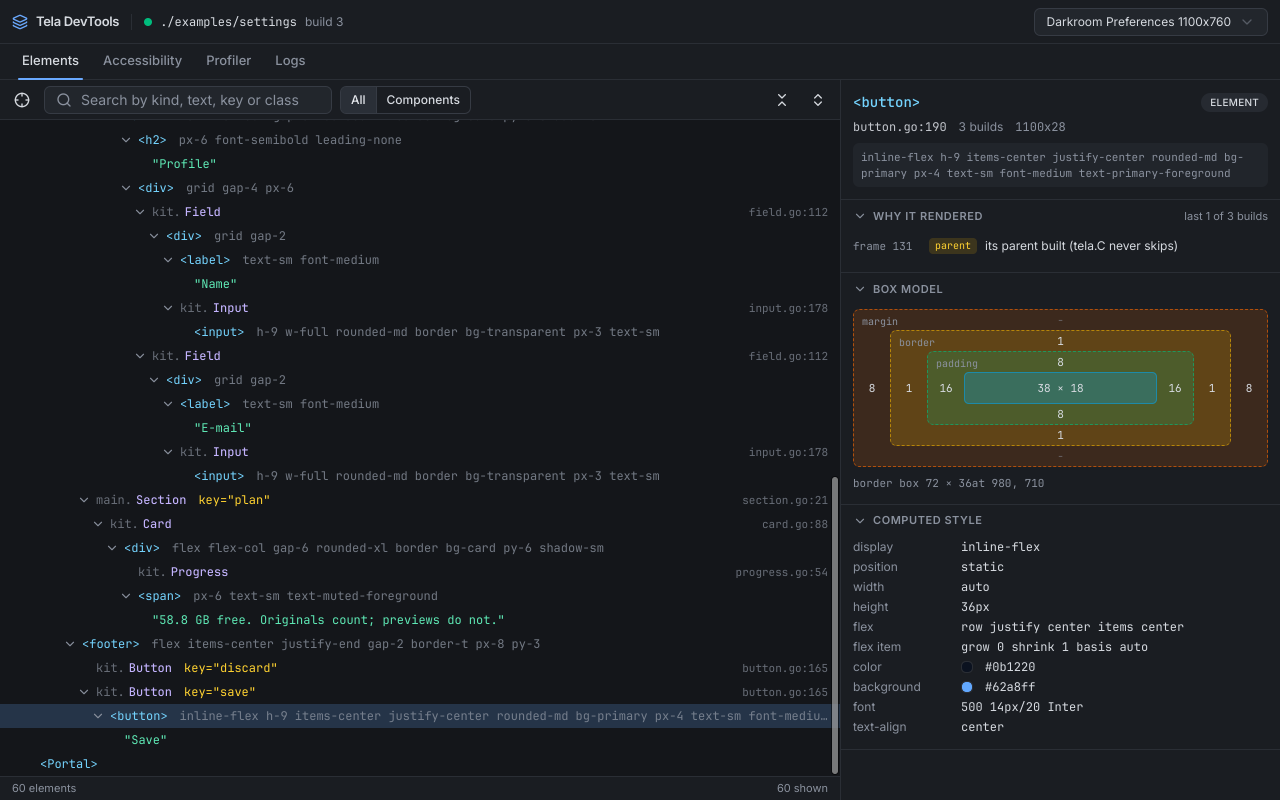 Tela DevTools
./examples/settings build 3
Darkroom Preferences 1100x760
Elements Accessibility Profiler Logs
Search by kind, text, key or class
All Components
<h2> px-6 font-semibold leading-none
"Profile"
<div> grid gap-4 px-6
kit.Field field.go:112
<div> grid gap-2
<label> text-sm font-medium
"Name"
kit.Input input.go:178
<input> h-9 w-full rounded-md border bg-transparent px-3 text-sm
kit.Field field.go:112
<div> grid gap-2
<label> text-sm font-medium
"E-mail"
kit.Input input.go:178
<input> h-9 w-full rounded-md border bg-transparent px-3 text-sm
main.Section key="plan" section.go:21
kit.Card card.go:88
<div> flex flex-col gap-6 rounded-xl border bg-card py-6 shadow-sm
kit.Progress progress.go:54
<span> px-6 text-sm text-muted-foreground
"58.8 GB free. Originals count; previews do not."
<footer> flex items-center justify-end gap-2 border-t px-8 py-3
kit.Button key="discard" button.go:165
kit.Button key="save" button.go:165
<button> inline-flex h-9 items-center justify-center rounded-md bg-primary px-4 text-sm font-mediu…
"Save"
<Portal>
60 elements 60 shown
<button> ELEMENT
button.go:190 3 builds 1100x28
inline-flex h-9 items-center justify-center rounded-md bg-
primary px-4 text-sm font-medium text-primary-foreground
WHY IT RENDERED last 1 of 3 builds
frame 131 parent its parent built (tela.C never skips)
BOX MODEL
margin -
border 1
padding 8
8 1 16 38 × 18 16 1 8
8
1
-
border box 72 × 36at 980, 710
COMPUTED STYLE
display inline-flex
position static
width auto
height 36px
flex row justify center items center
flex item grow 0 shrink 1 basis auto
color #0b1220
background #62a8ff
font 500 14px/20 Inter
text-align center